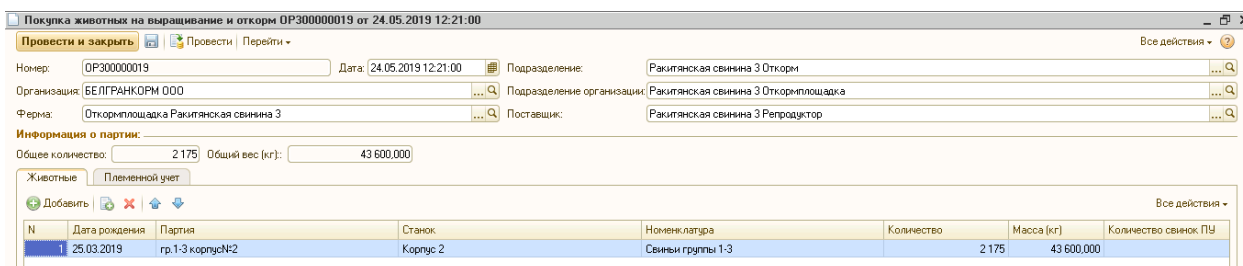 Покупка животных на выращивание и откорм ОР300000019 от 24.05.2019 12:21:00
Провести и закрыть Провести Перейти Все действия
Номер: ОР300000019 Дата: 24.05.2019 12:21:00 Подразделение: Ракитянская свинина 3 Откорм
Организация: БЕЛГРАНКОРМ ООО Подразделение организации: Ракитянская свинина 3 Откормплощадка
Ферма: Откормплощадка Ракитянская свинина 3 Поставщик: Ракитянская свинина 3 Репродуктор
Информация о партии:
Общее количество: 2 175 Общий вес (кг):: 43 600,000
Животные Племенной учет
Добавить Все действия
N Дата рождения Партия Станок Номенклатура Количество Масса (кг) Количество свинок ПУ
1 25.03.2019 гр.1-3 корпус№2 Корпус 2 Свиньи группы 1-3 2 175 43 600,000